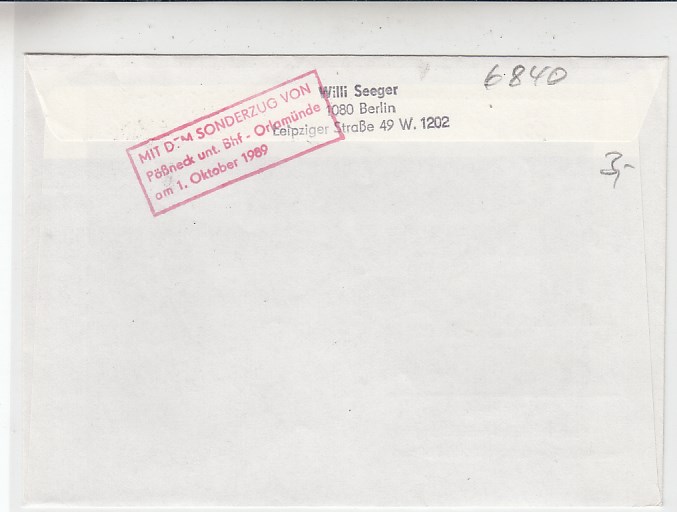 6840
Willi Seeger
1080 Berlin
Leipziger Straße 49 W. 1202
MIT DEM SONDERZUG VON
Pößneck unt. Bhf - Orlamünde
am 1. Oktober 1989
3,-